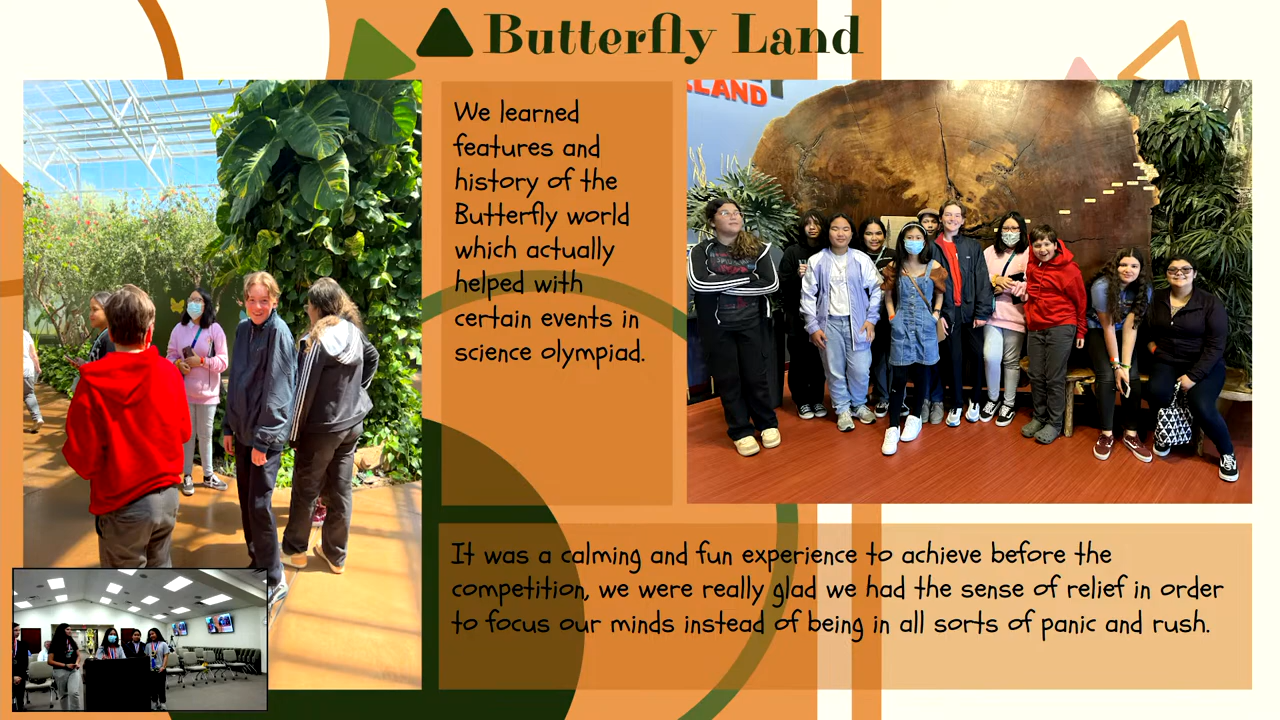 Butterfly Land
We learned
features and
history of the
Butterfly world
which actually
helped with
certain events in
science olympiad.
LAND
It was a calming and fun experience to achieve before the
competition, we were really glad we had the sense of relief in order
to focus our minds instead of being in all sorts of panic and rush.